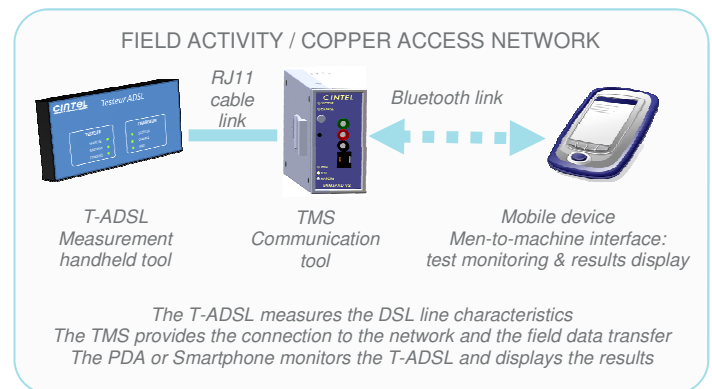 FIELD ACTIVITY / COPPER ACCESS NETWORK
RJ11
cable
link
Bluetooth link
CINTEL
Testeur ADSL
CINTEL
T-ADSL
Measurement
handheld tool
TMS
Communication
tool
Mobile device
Men-to-machine interface:
test monitoring & results display
The T-ADSL measures the DSL line characteristics
The TMS provides the connection to the network and the field data transfer
The PDA or Smartphone monitors the T-ADSL and displays the results